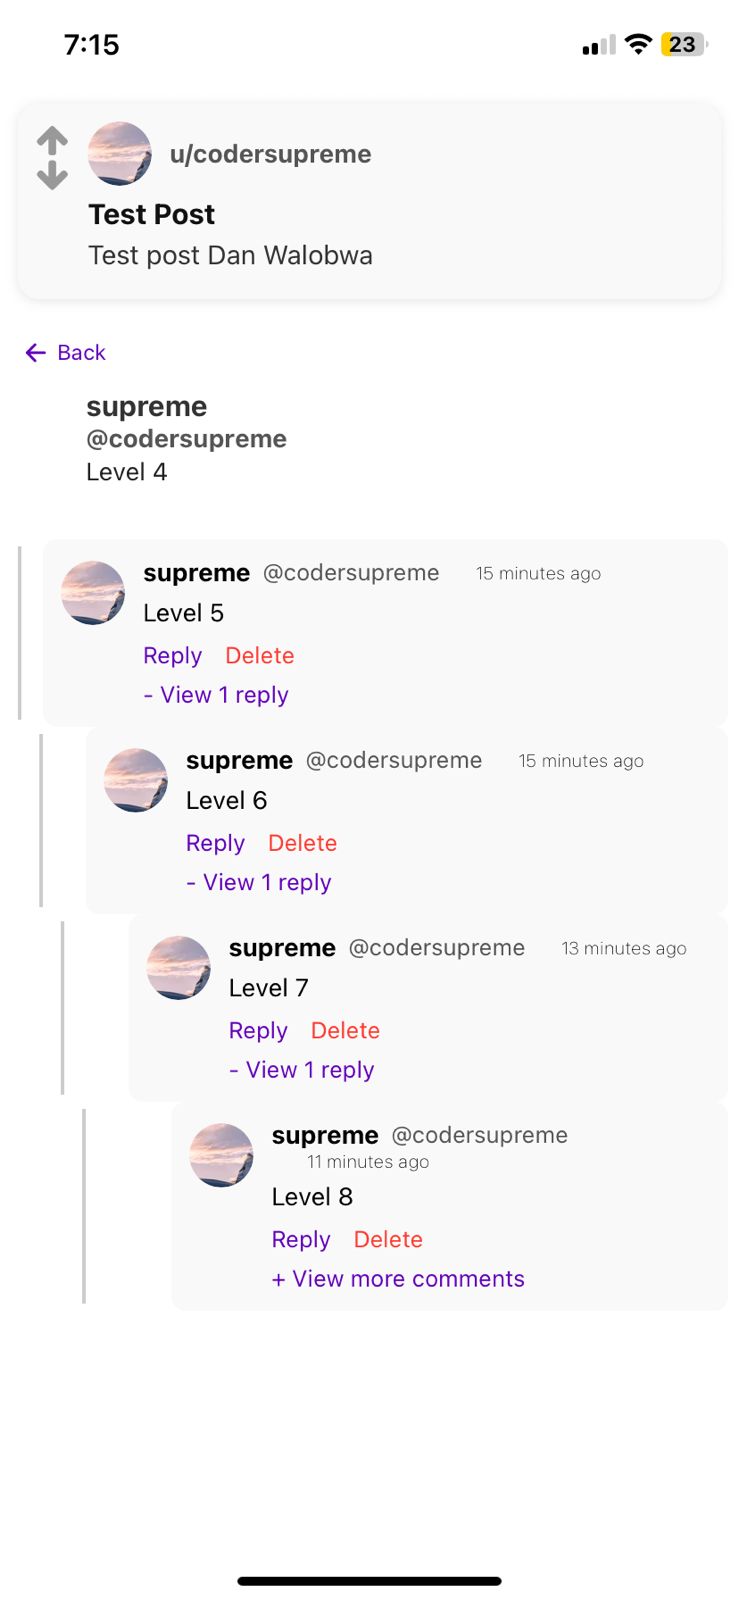 7:15
23
u/codersupreme
Test Post
Test post Dan Walobwa
Back
supreme
@codersupreme
Level 4
supreme @codersupreme 15 minutes ago
Level 5
Reply Delete
- View 1 reply
supreme @codersupreme 15 minutes ago
Level 6
Reply Delete
- View 1 reply
supreme @codersupreme 13 minutes ago
Level 7
Reply Delete
- View 1 reply
supreme @codersupreme
11 minutes ago
Level 8
Reply Delete
+ View more comments